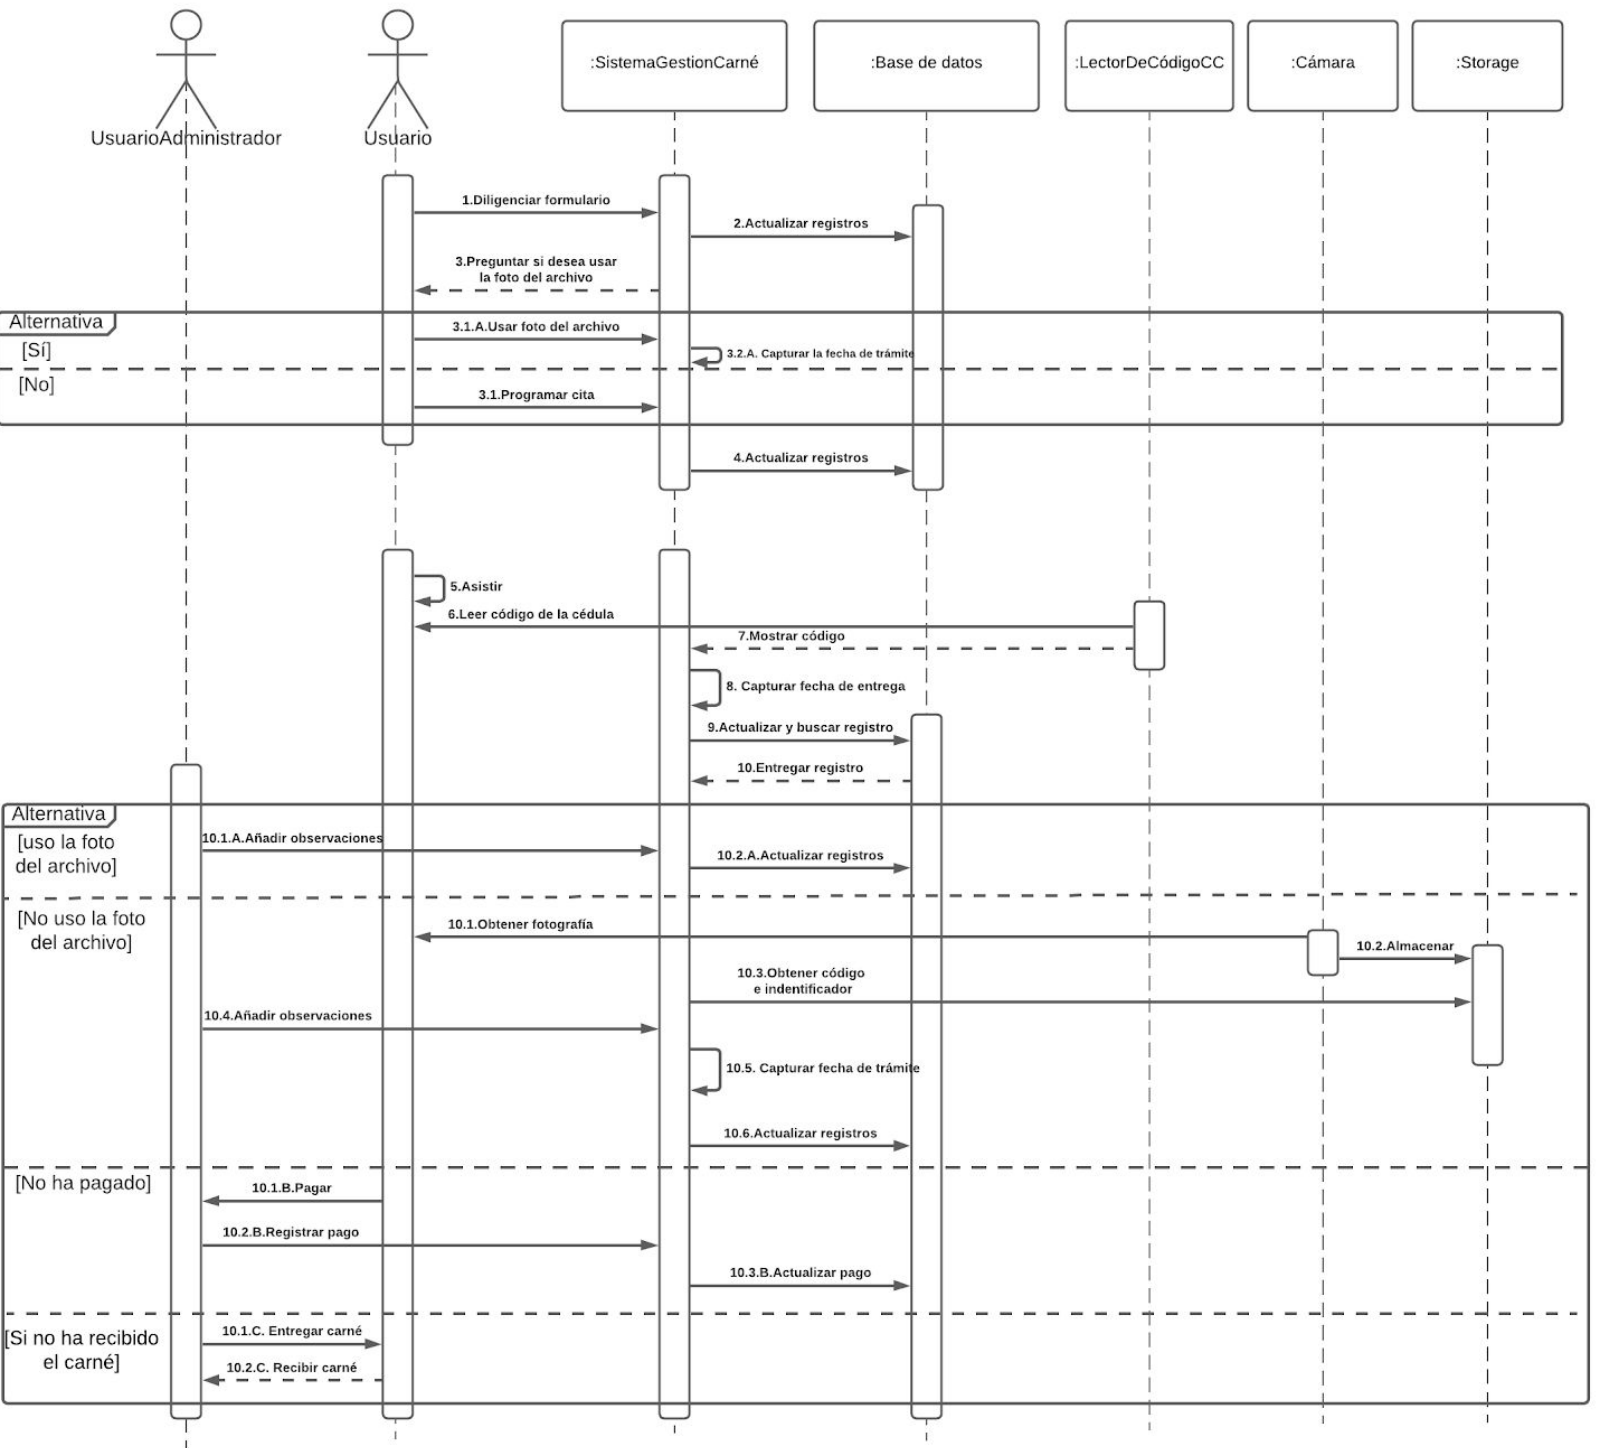 UsuarioAdministrador
Usuario
:SistemaGestionCarné
:Base de datos
:LectorDeCódigoCC
:Cámara
:Storage
1.Diligenciar formulario
2.Actualizar registros
3.Preguntar si desea usar
la foto del archivo
Alternativa
[Sí]
3.1.A.Usar foto del archivo
3.2.A. Capturar la fecha de trámite
[No]
3.1.Programar cita
4.Actualizar registros
5.Asistir
6.Leer código de la cédula
7.Mostrar código
8. Capturar fecha de entrega
9.Actualizar y buscar registro
10.Entregar registro
Alternativa
[uso la foto
del archivo]
10.1.A.Añadir observaciones
10.2.A.Actualizar registros
[No uso la foto
del archivo]
10.1.Obtener fotografía
10.2.Almacenar
10.3.Obtener código
e indentificador
10.4.Añadir observaciones
10.5. Capturar fecha de trámite
10.6.Actualizar registros
[No ha pagado]
10.1.B.Pagar
10.2.B.Registrar pago
10.3.B.Actualizar pago
[Si no ha recibido
el carné]
10.1.C. Entregar carné
10.2.C. Recibir carné